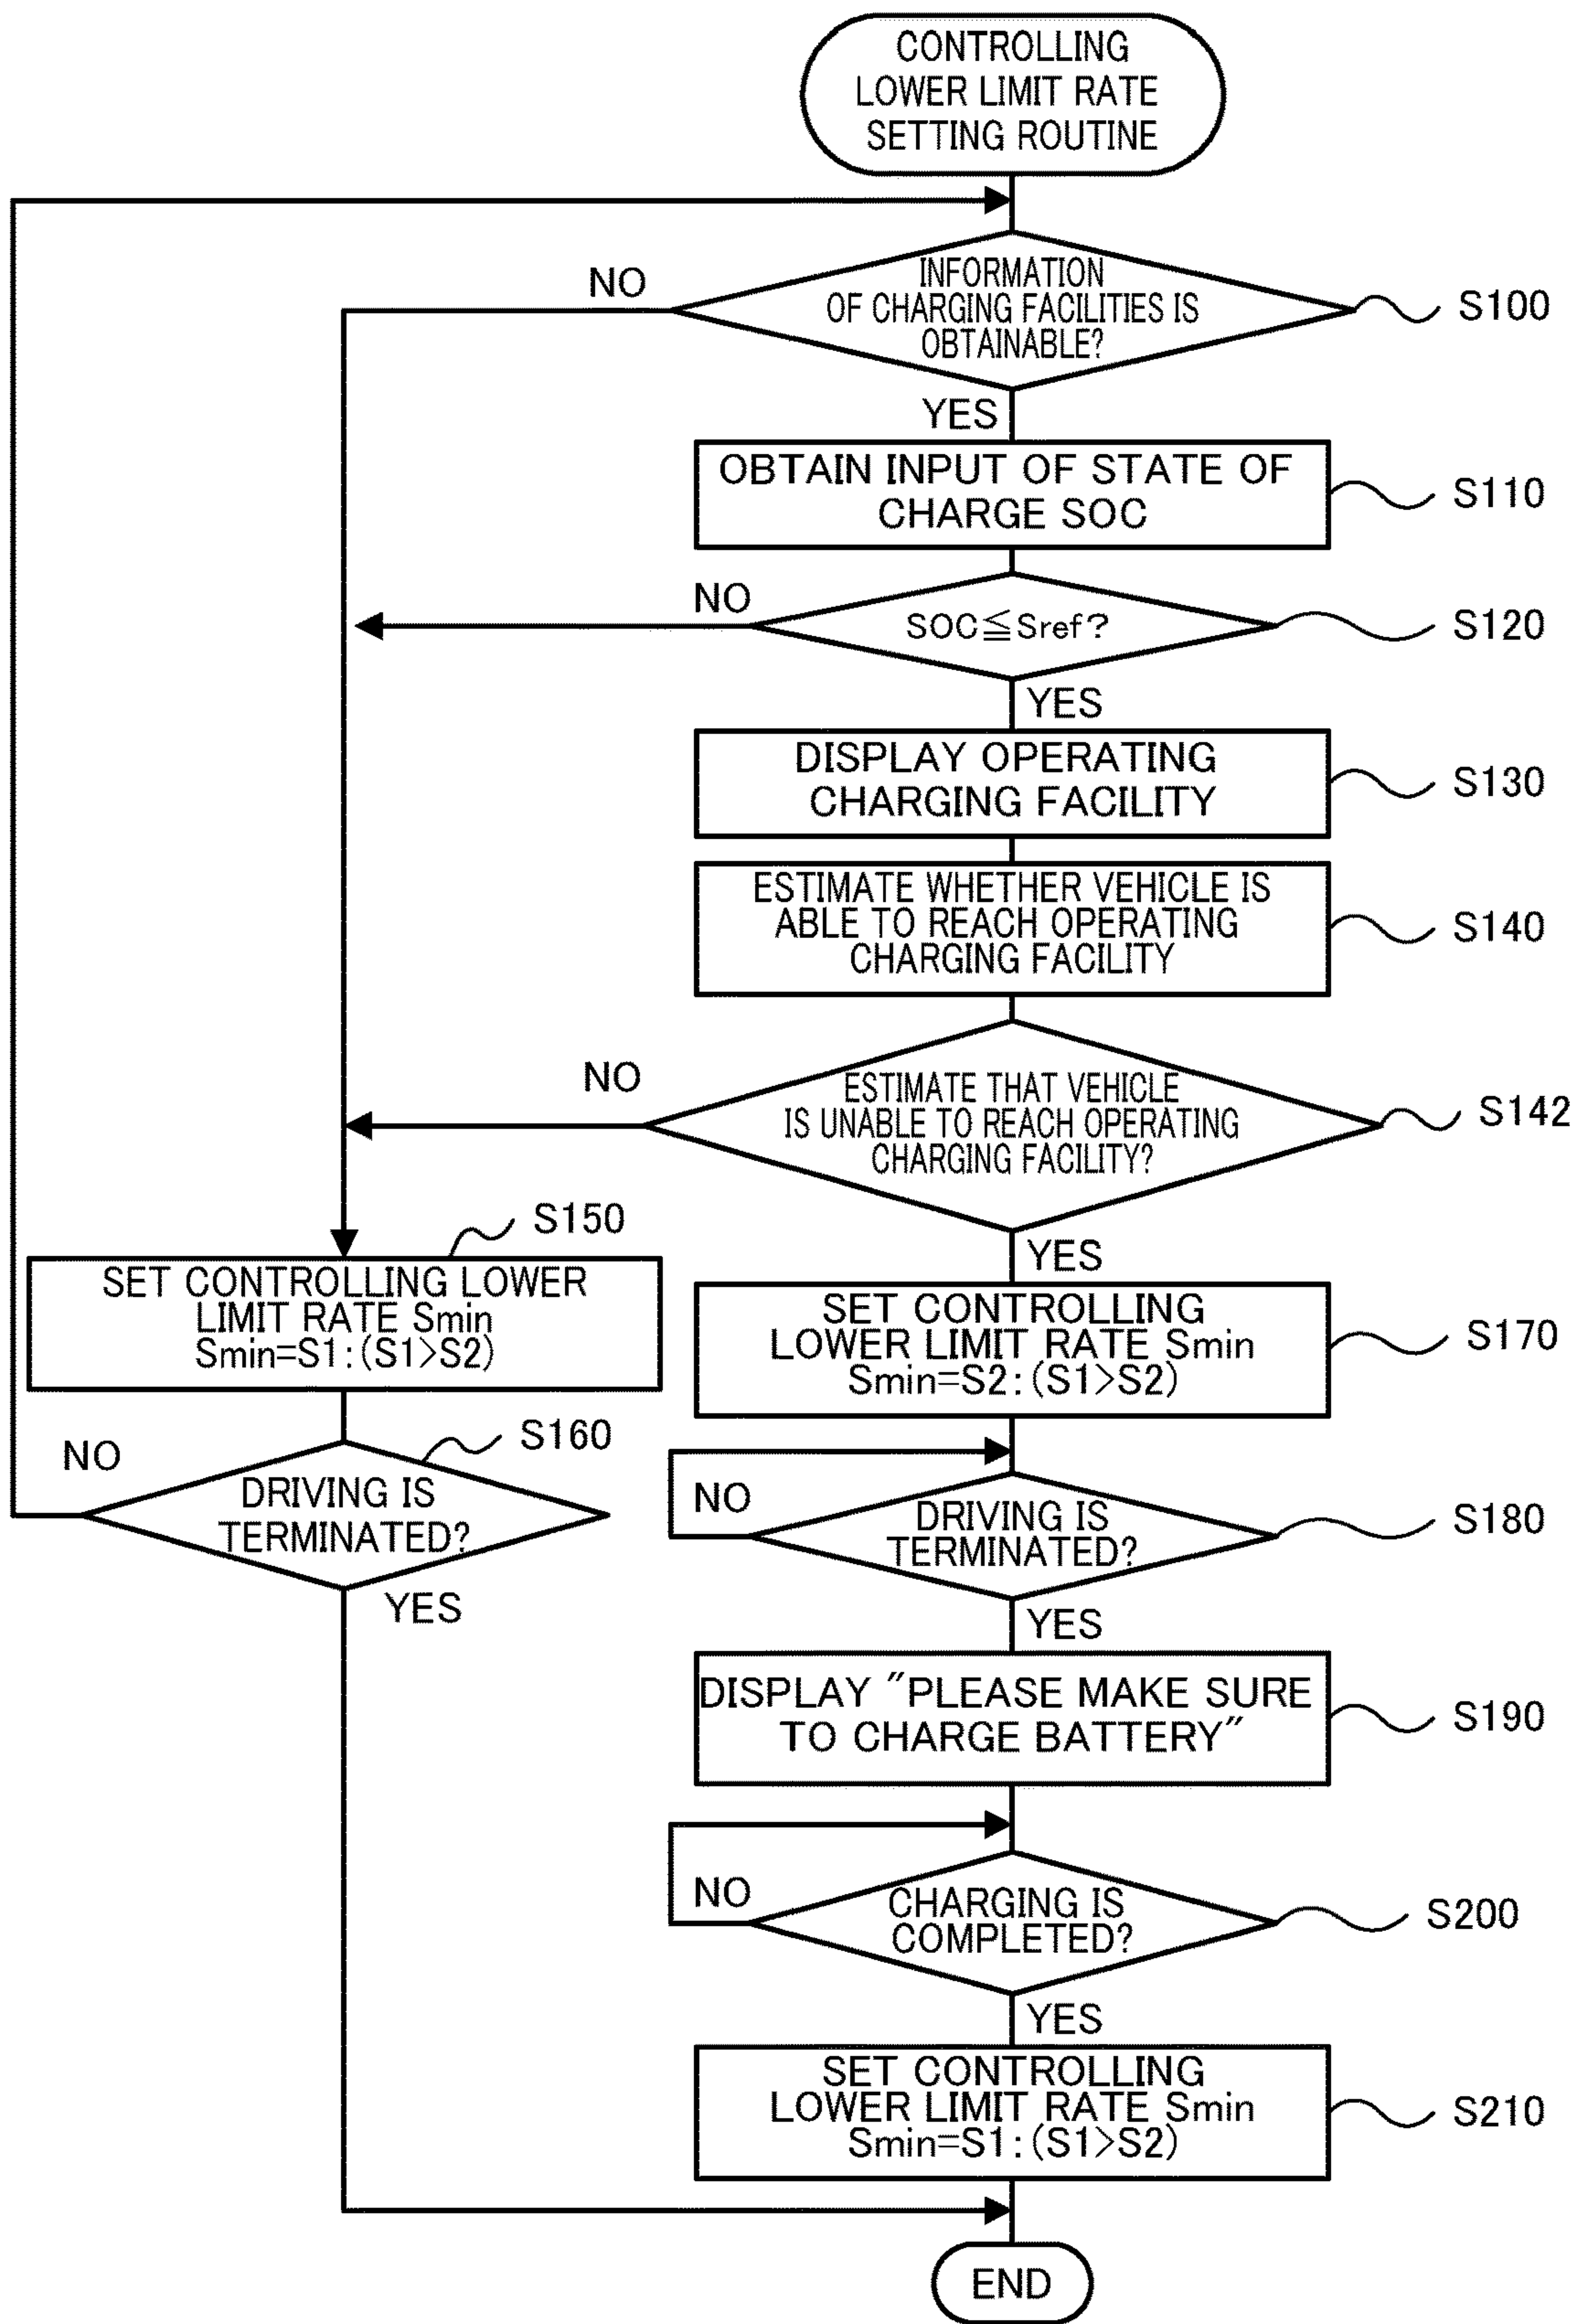 CONTROLLING
LOWER LIMIT RATE
SETTING ROUTINE
NO
INFORMATION
OF CHARGING FACILITIES IS
OBTAINABLE?
S100
YES
OBTAIN INPUT OF STATE OF
CHARGE SOC
S110
NO
SOC≦Sref?
S120
YES
DISPLAY OPERATING
CHARGING FACILITY
S130
ESTIMATE WHETHER VEHICLE IS
ABLE TO REACH OPERATING
CHARGING FACILITY
S140
NO
ESTIMATE THAT VEHICLE
IS UNABLE TO REACH OPERATING
CHARGING FACILITY?
S142
YES
S150
SET CONTROLLING LOWER
LIMIT RATE Smin
Smin=S1:(S1>S2)
SET CONTROLLING
LOWER LIMIT RATE Smin
Smin=S2:(S1>S2)
S170
NO
S160
DRIVING IS
TERMINATED?
YES
NO
DRIVING IS
TERMINATED?
S180
YES
DISPLAY "PLEASE MAKE SURE
TO CHARGE BATTERY"
S190
NO
CHARGING IS
COMPLETED?
S200
YES
SET CONTROLLING
LOWER LIMIT RATE Smin
Smin=S1:(S1>S2)
S210
END